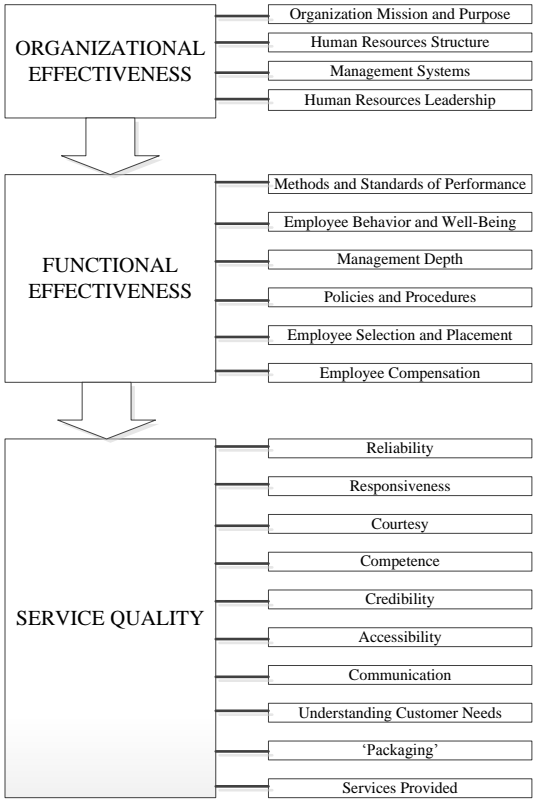 ORGANIZATIONAL
EFFECTIVENESS
Organization Mission and Purpose
Human Resources Structure
Management Systems
Human Resources Leadership
FUNCTIONAL
EFFECTIVENESS
Methods and Standards of Performance
Employee Behavior and Well-Being
Management Depth
Policies and Procedures
Employee Selection and Placement
Employee Compensation
SERVICE QUALITY
Reliability
Responsiveness
Courtesy
Competence
Credibility
Accessibility
Communication
Understanding Customer Needs
‘Packaging’
Services Provided